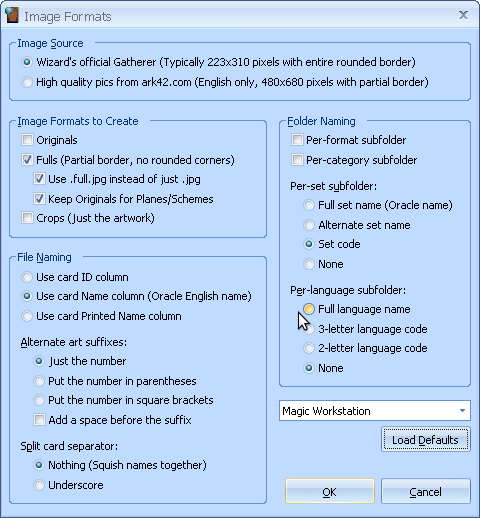 Image Formats
Image Source
Wizard's official Gatherer (Typically 223x310 pixels with entire rounded border)
High quality pics from ark42.com (English only, 480x680 pixels with partial border)
Image Formats to Create
Originals
Fulls (Partial border, no rounded corners)
Use .full.jpg instead of just .jpg
Keep Originals for Planes/Schemes
Crops (Just the artwork)
File Naming
Use card ID column
Use card Name column (Oracle English name)
Use card Printed Name column
Alternate art suffixes:
Just the number
Put the number in parentheses
Put the number in square brackets
Add a space before the suffix
Split card separator:
Nothing (Squish names together)
Underscore
Folder Naming
Per-format subfolder
Per-category subfolder
Per-set subfolder:
Full set name (Oracle name)
Alternate set name
Set code
None
Per-language subfolder:
Full language name
3-letter language code
2-letter language code
None
Magic Workstation
Load Defaults
OK
Cancel